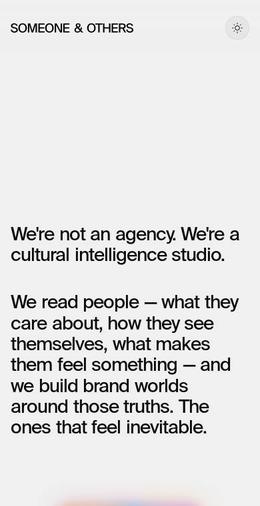 SOMEONE & OTHERS
We're not an agency. We're a
cultural intelligence studio.
We read people — what they
care about, how they see
themselves, what makes
them feel something — and
we build brand worlds
around those truths. The
ones that feel inevitable.